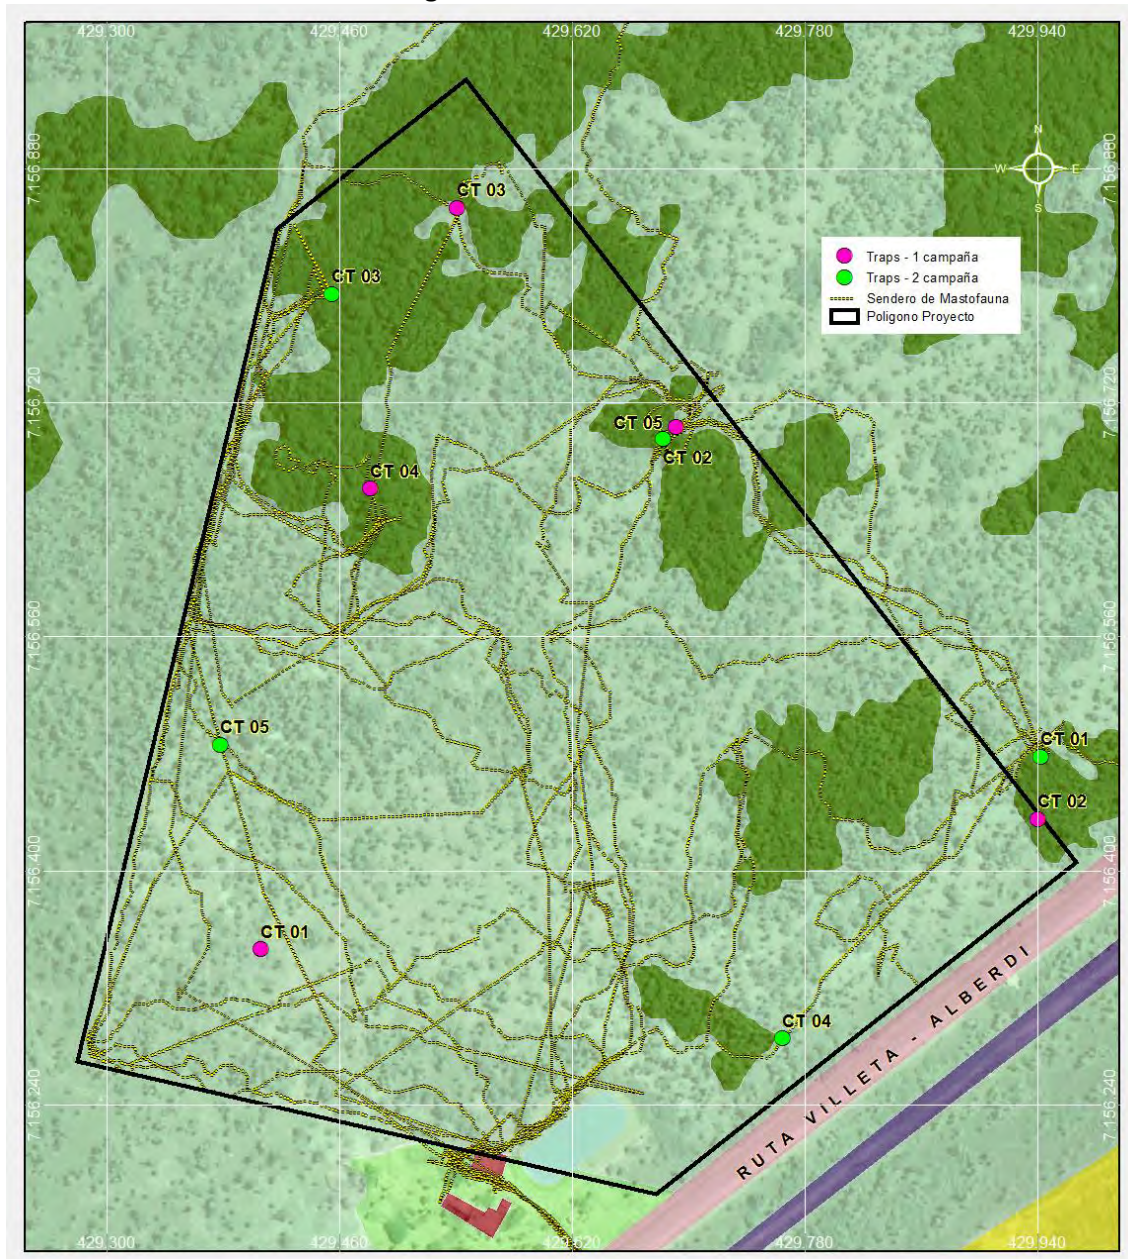 429.300 429.460 429.620 429.780 429.940
7.156.880 7.156.880
N
W E
S
CT 03
Traps - 1 campaña
Traps - 2 campaña
Sendero de Mastofauna
Poligono Proyecto
CT 03
7.156.720 7.156.720
CT 05
CT 02
CT 04
7.156.560 7.156.560
CT 05
CT 01
CT 02
7.156.400 7.156.400
CT 01
CT 04
RUTA VILLETA - ALBERDI
7.156.240 7.156.240
429.300 429.460 429.620 429.780 429.940